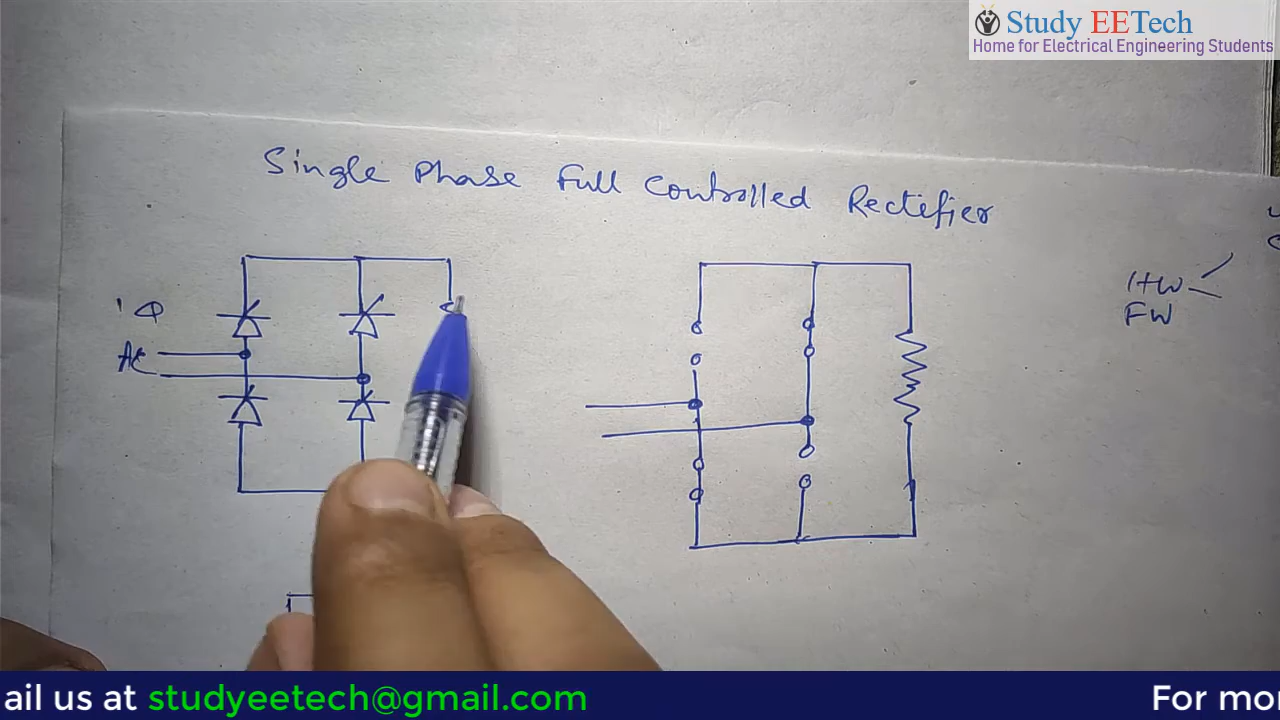 Study EETech
Home for Electrical Engineering Students
Single Phase Full Controlled Rectifier
1Φ
AC
HW
FW
ail us at studyeetech@gmail.com
For mo